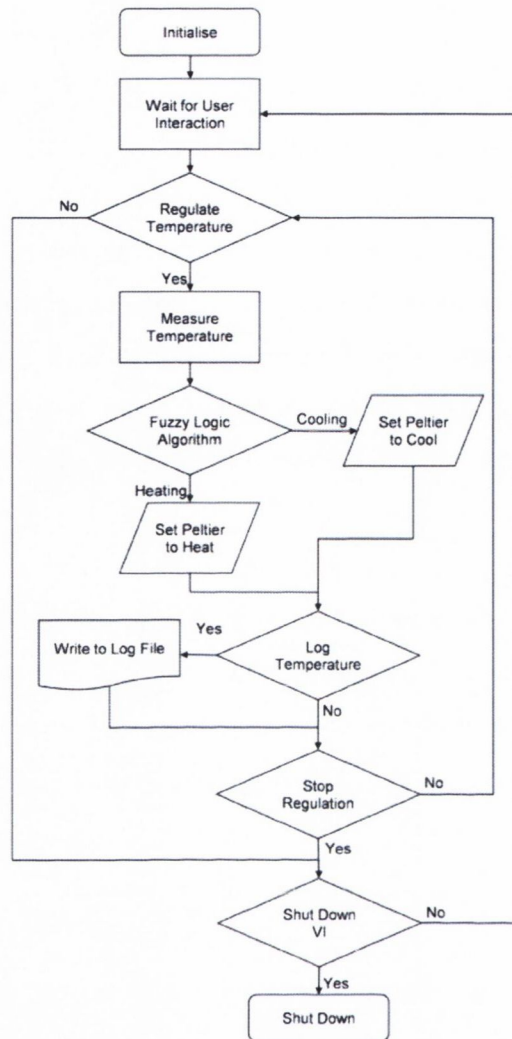 Initialise
Wait for User
Interaction
No
Regulate
Temperature
Yes
Measure
Temperature
Fuzzy Logic
Algorithm
Cooling
Set Peltier
to Cool
Heating
Set Peltier
to Heat
Yes
Write to Log File
Log
Temperature
No
Stop
Regulation
No
Yes
Shut Down
VI
No
Yes
Shut Down